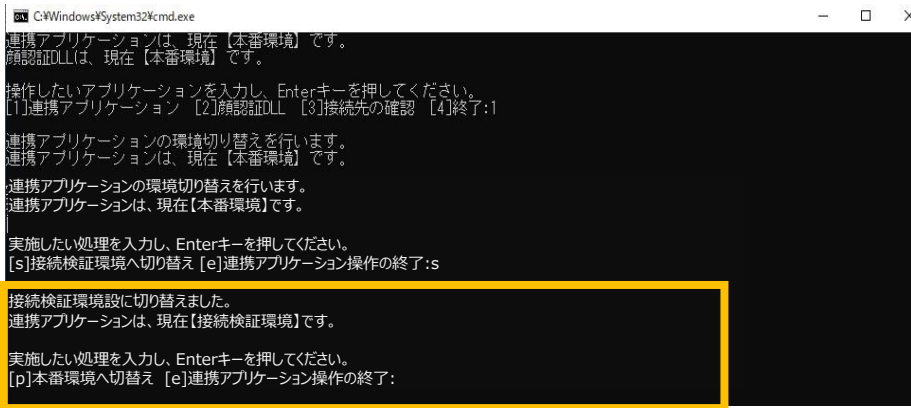 C:¥Windows¥System32¥cmd.exe
連携アプリケーションは、現在【本番環境】です。
顔認証DLLは、現在【本番環境】です。
操作したいアプリケーションを入力し、Enterキーを押してください。
[1]連携アプリケーション [2]顔認証DLL [3]接続先の確認 [4]終了:1
連携アプリケーションの環境切り替えを行います。
連携アプリケーションは、現在【本番環境】です。
連携アプリケーションの環境切り替えを行います。
連携アプリケーションは、現在【本番環境】です。
実施したい処理を入力し、Enterキーを押してください。
[s]接続検証環境へ切り替え [e]連携アプリケーション操作の終了:s
接続検証環境設に切り替えました。
連携アプリケーションは、現在【接続検証環境】です。
実施したい処理を入力し、Enterキーを押してください。
[p]本番環境へ切替え [e]連携アプリケーション操作の終了: